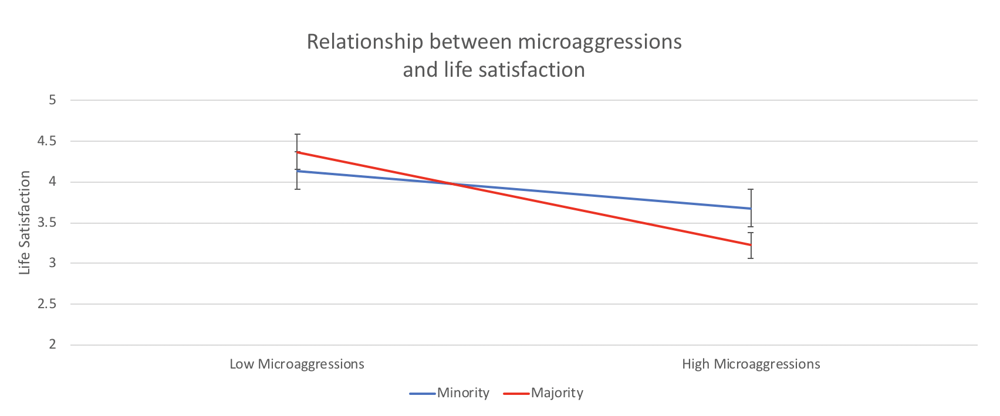 Relationship between microaggressions
and life satisfaction
5
4.5
4
3.5
3
2.5
2
Life Satisfaction
Low Microaggressions
High Microaggressions
Minority
Majority